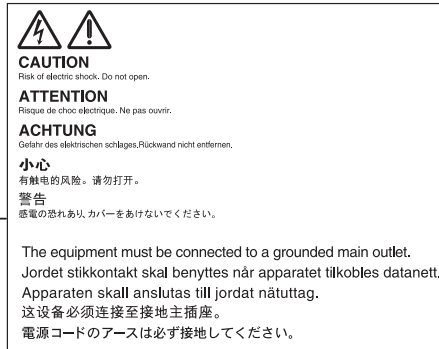 CAUTION
Risk of electric shock. Do not open.
ATTENTION
Risque de choc electrique. Ne pas ouvrir.
ACHTUNG
Gefahr des elektrischen schlages.Rückwand nicht entfernen.
小心
有触电的风险。请勿打开。
警告
感電の恐れあり、カバーをあけないでください。
The equipment must be connected to a grounded main outlet.
Jordet stikkontakt skal benyttes når apparatet tilkobles datanett.
Apparaten skall anslutas till jordat nätuttag.
这设备必须连接至接地主插座。
電源コードのアースは必ず接地してください。